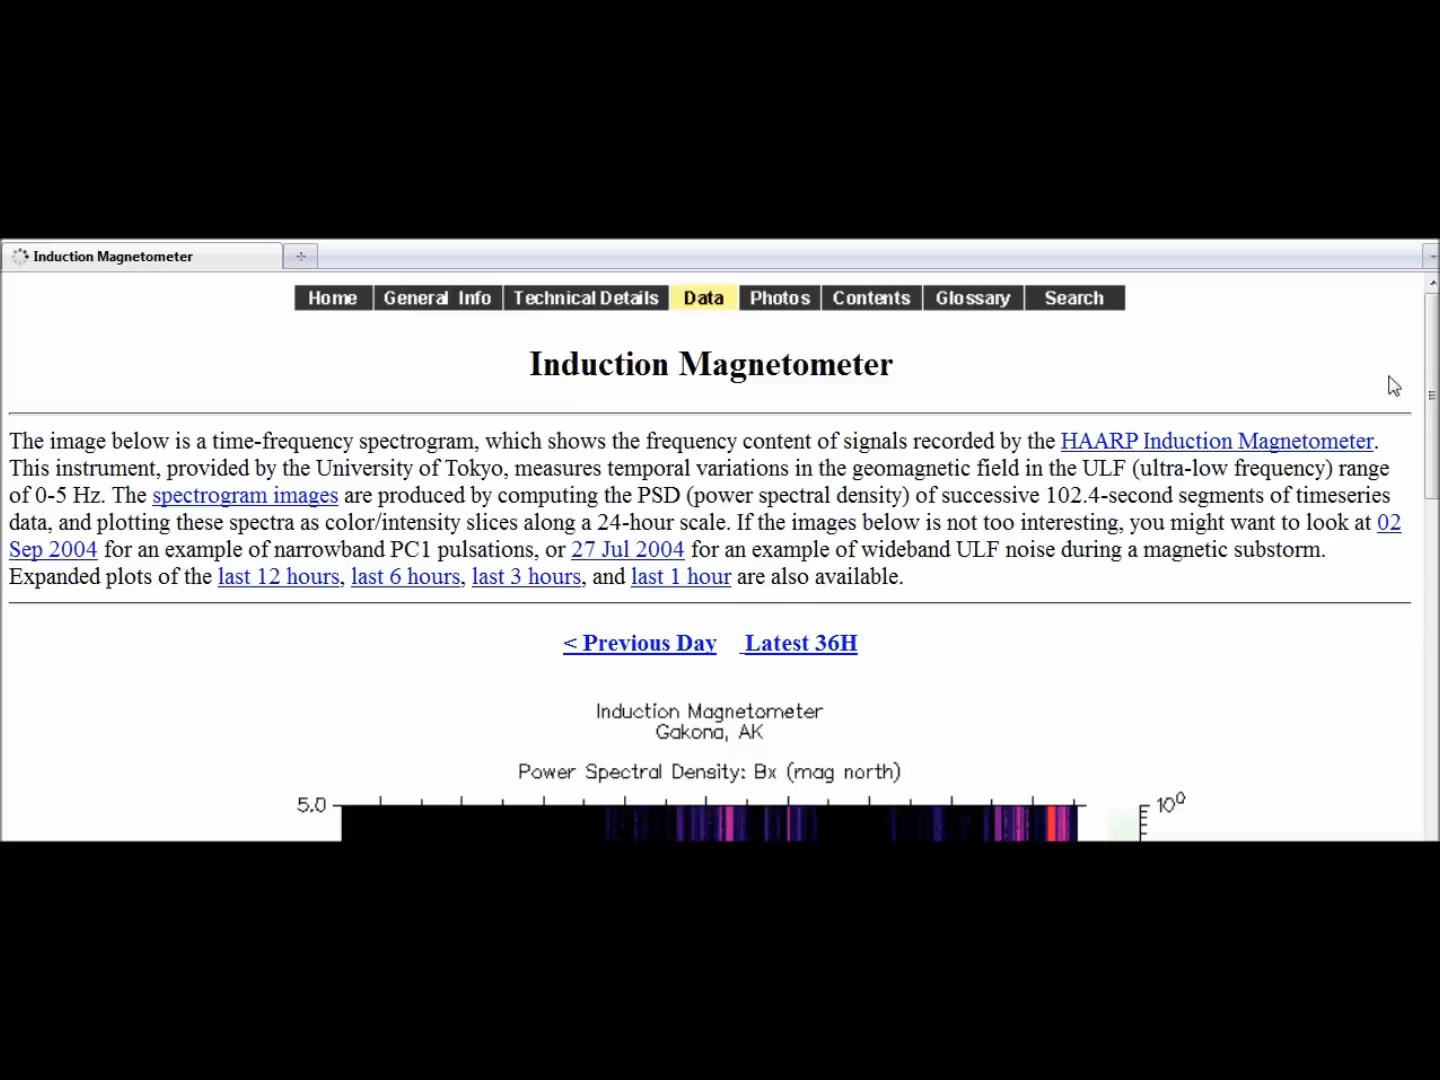 Induction Magnetometer
Home General Info Technical Details Data Photos Contents Glossary Search
Induction Magnetometer
The image below is a time-frequency spectrogram, which shows the frequency content of signals recorded by the HAARP Induction Magnetometer.
This instrument, provided by the University of Tokyo, measures temporal variations in the geomagnetic field in the ULF (ultra-low frequency) range
of 0-5 Hz. The spectrogram images are produced by computing the PSD (power spectral density) of successive 102.4-second segments of timeseries
data, and plotting these spectra as color/intensity slices along a 24-hour scale. If the images below is not too interesting, you might want to look at 02
Sep 2004 for an example of narrowband PC1 pulsations, or 27 Jul 2004 for an example of wideband ULF noise during a magnetic substorm.
Expanded plots of the last 12 hours, last 6 hours, last 3 hours, and last 1 hour are also available.
< Previous Day Latest 36H
Induction Magnetometer
Gakona, AK
Power Spectral Density: Bx (mag north)
5.0 10⁰